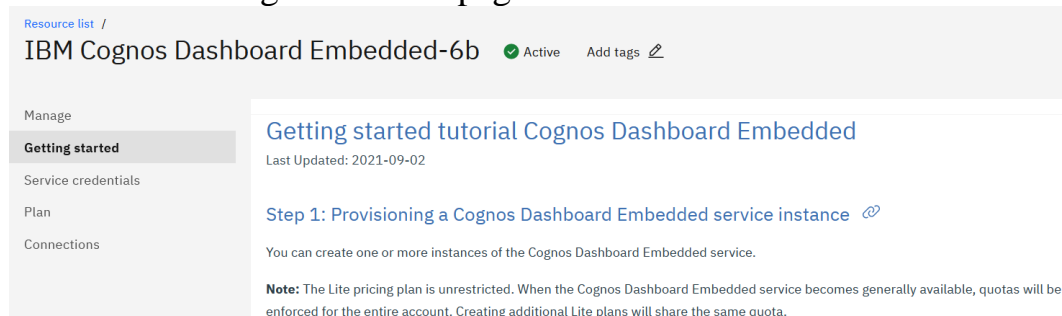 Resource list /
IBM Cognos Dashboard Embedded-6b Active Add tags
Manage
Getting started
Service credentials
Plan
Connections
Getting started tutorial Cognos Dashboard Embedded
Last Updated: 2021-09-02
Step 1: Provisioning a Cognos Dashboard Embedded service instance
You can create one or more instances of the Cognos Dashboard Embedded service.
Note: The Lite pricing plan is unrestricted. When the Cognos Dashboard Embedded service becomes generally available, quotas will be
enforced for the entire account. Creating additional Lite plans will share the same quota.